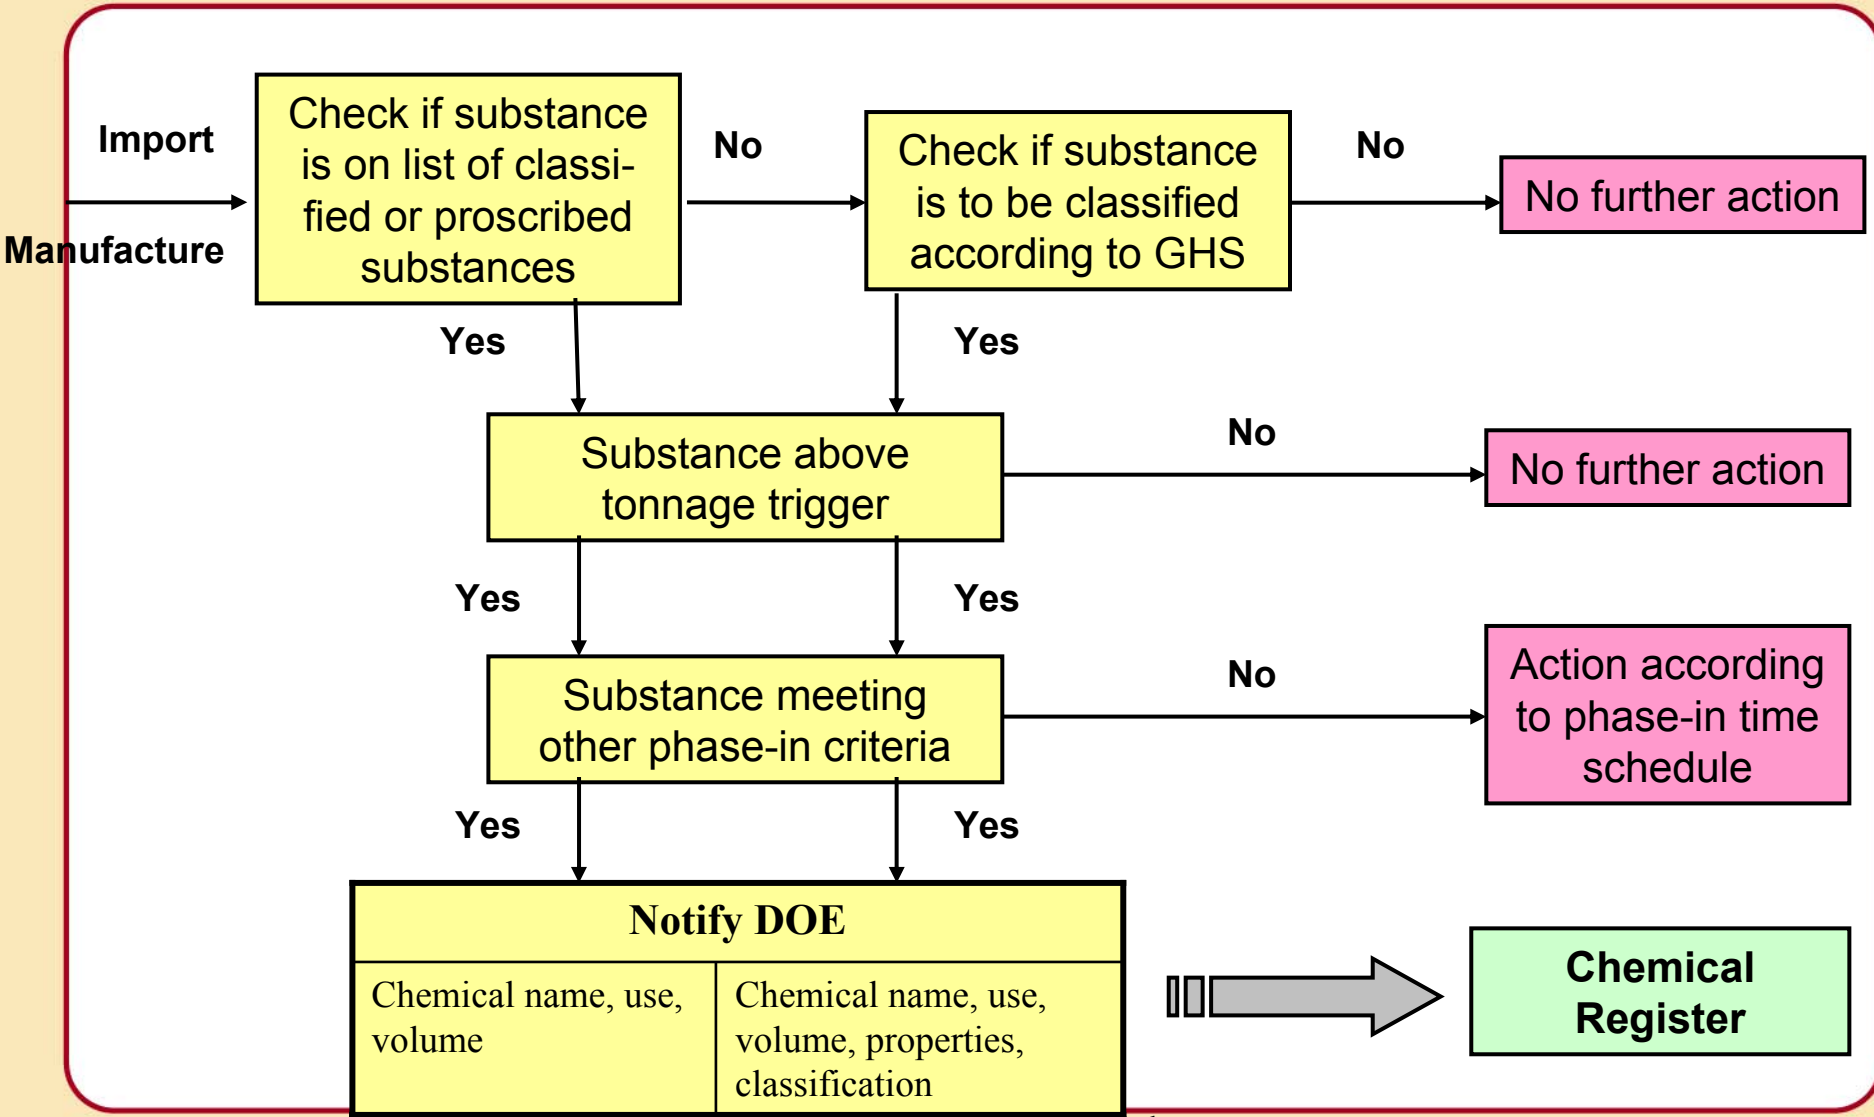 Import
Manufacture
Check if substance
is on list of classi-
fied or proscribed
substances
No
Check if substance
is to be classified
according to GHS
No
No further action
Yes
Yes
Substance above
tonnage trigger
No
No further action
Yes
Yes
Substance meeting
other phase-in criteria
No
Action according
to phase-in time
schedule
Yes
Yes
Notify DOE
Chemical name, use,
volume
Chemical name, use,
volume, properties,
classification
Chemical
Register